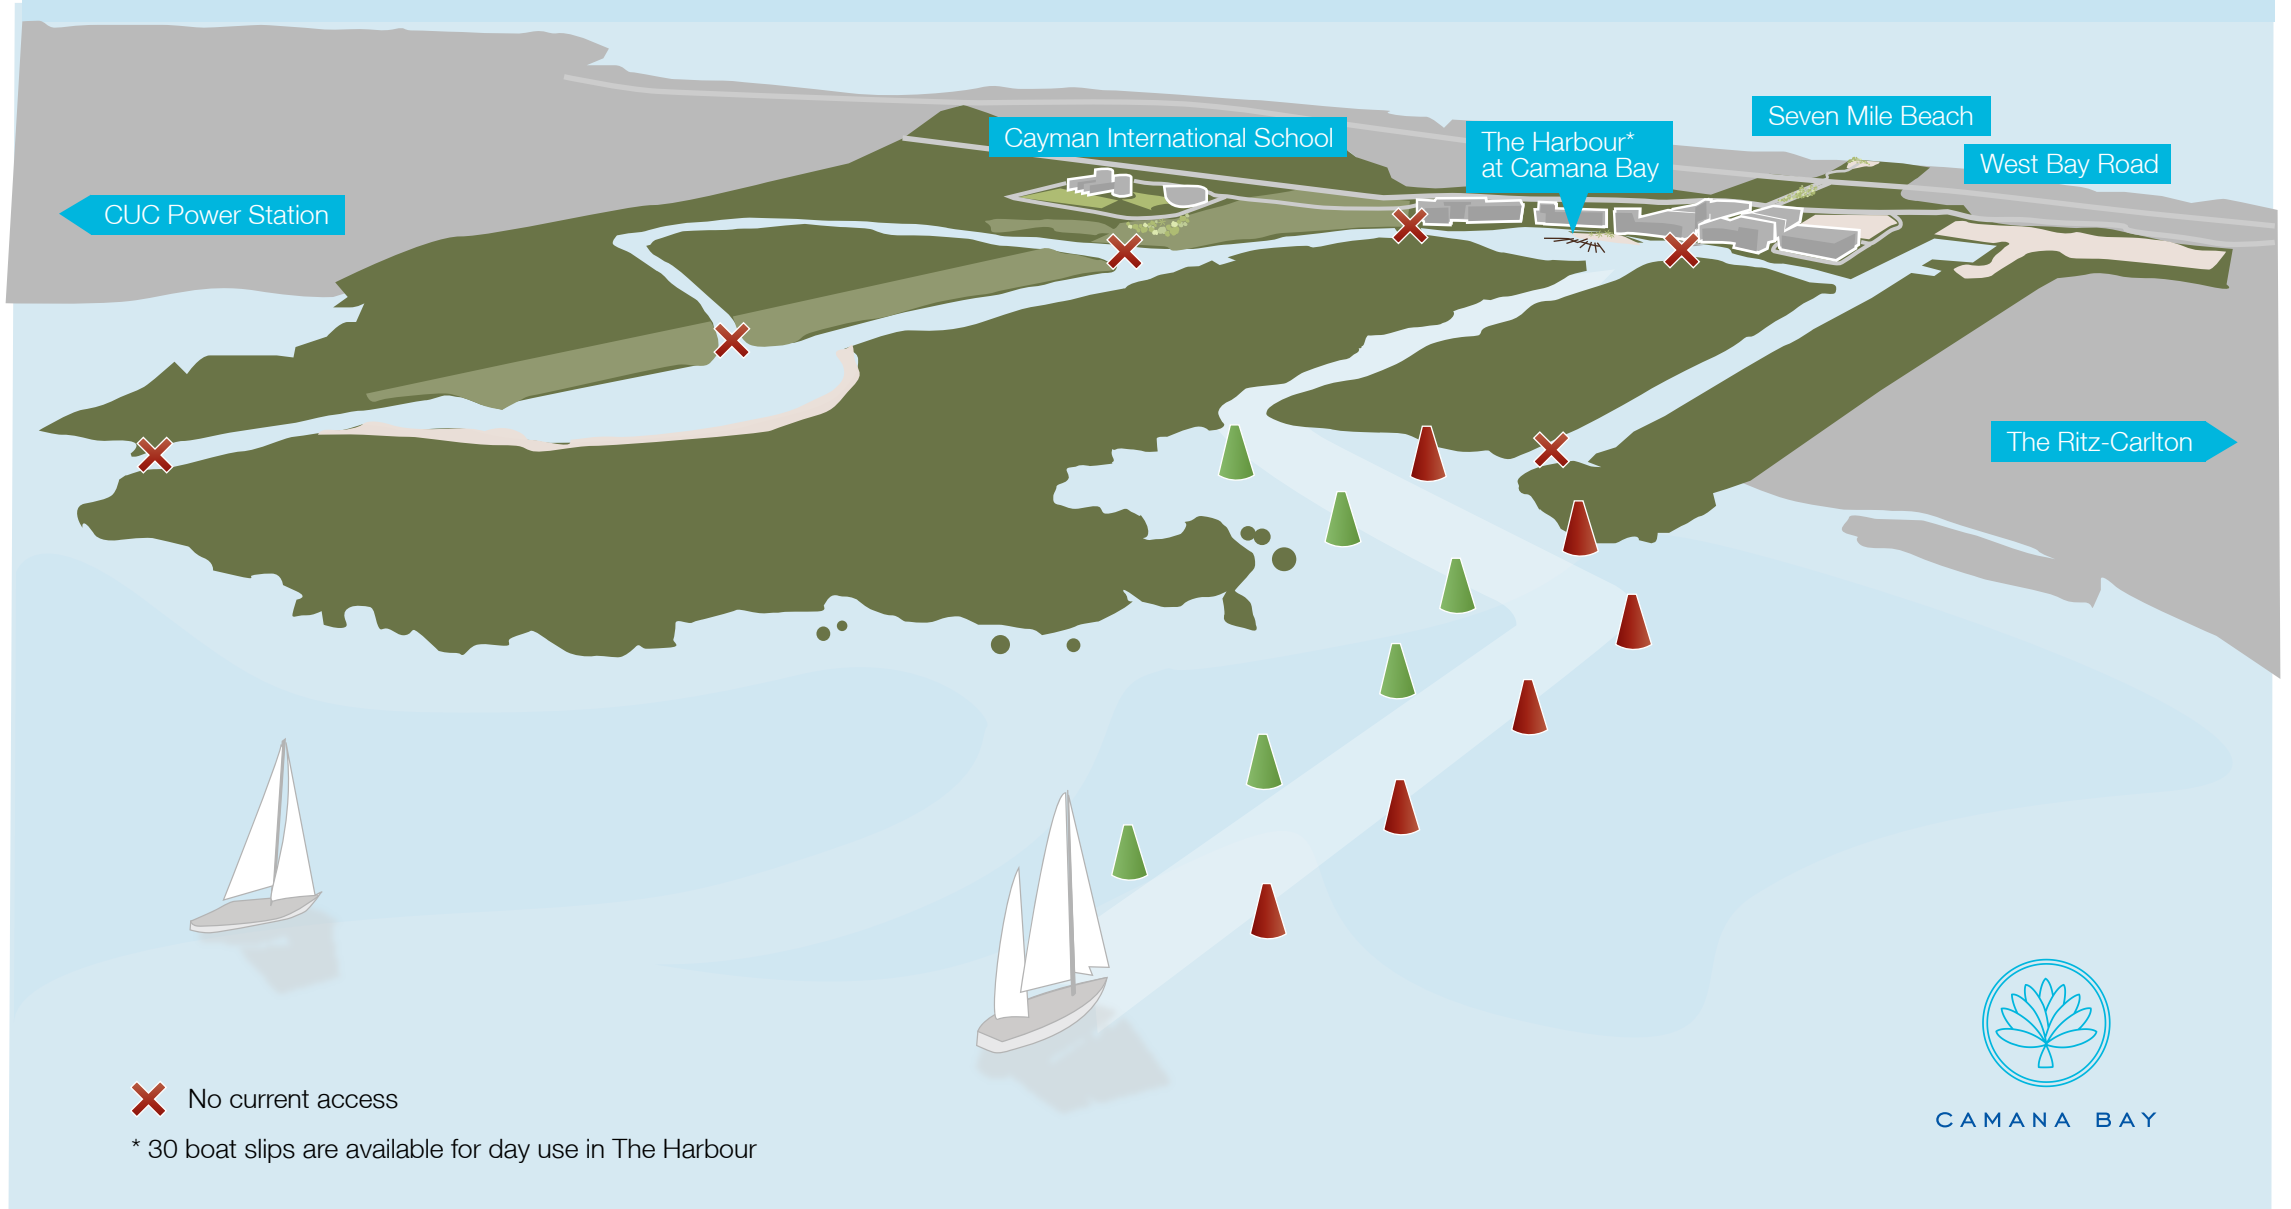 Seven Mile Beach
Cayman International School
The Harbour*
at Camana Bay
West Bay Road
CUC Power Station
The Ritz-Carlton
No current access
* 30 boat slips are available for day use in The Harbour
CAMANA BAY